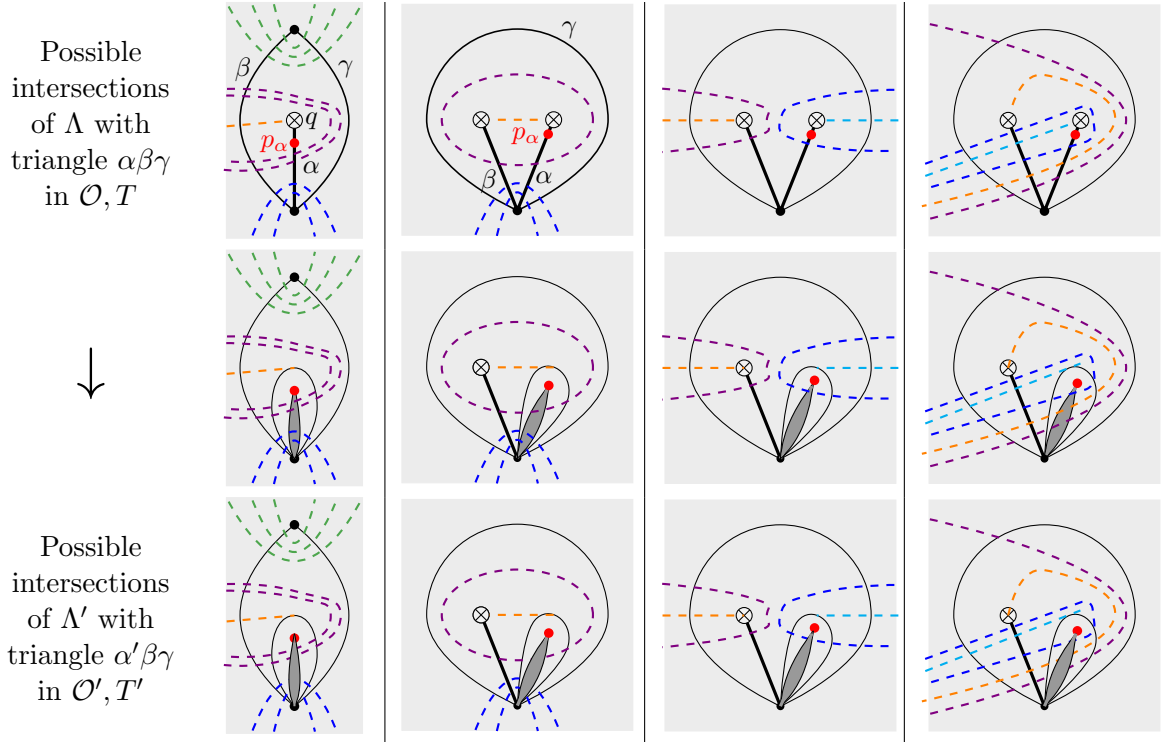 Possible
intersections
of Λ with
triangle αβγ
in 𝒪, T
β
γ
q
p_α
α
γ
p_α
β
α
↓
Possible
intersections
of Λ′ with
triangle α′βγ
in 𝒪′, T′